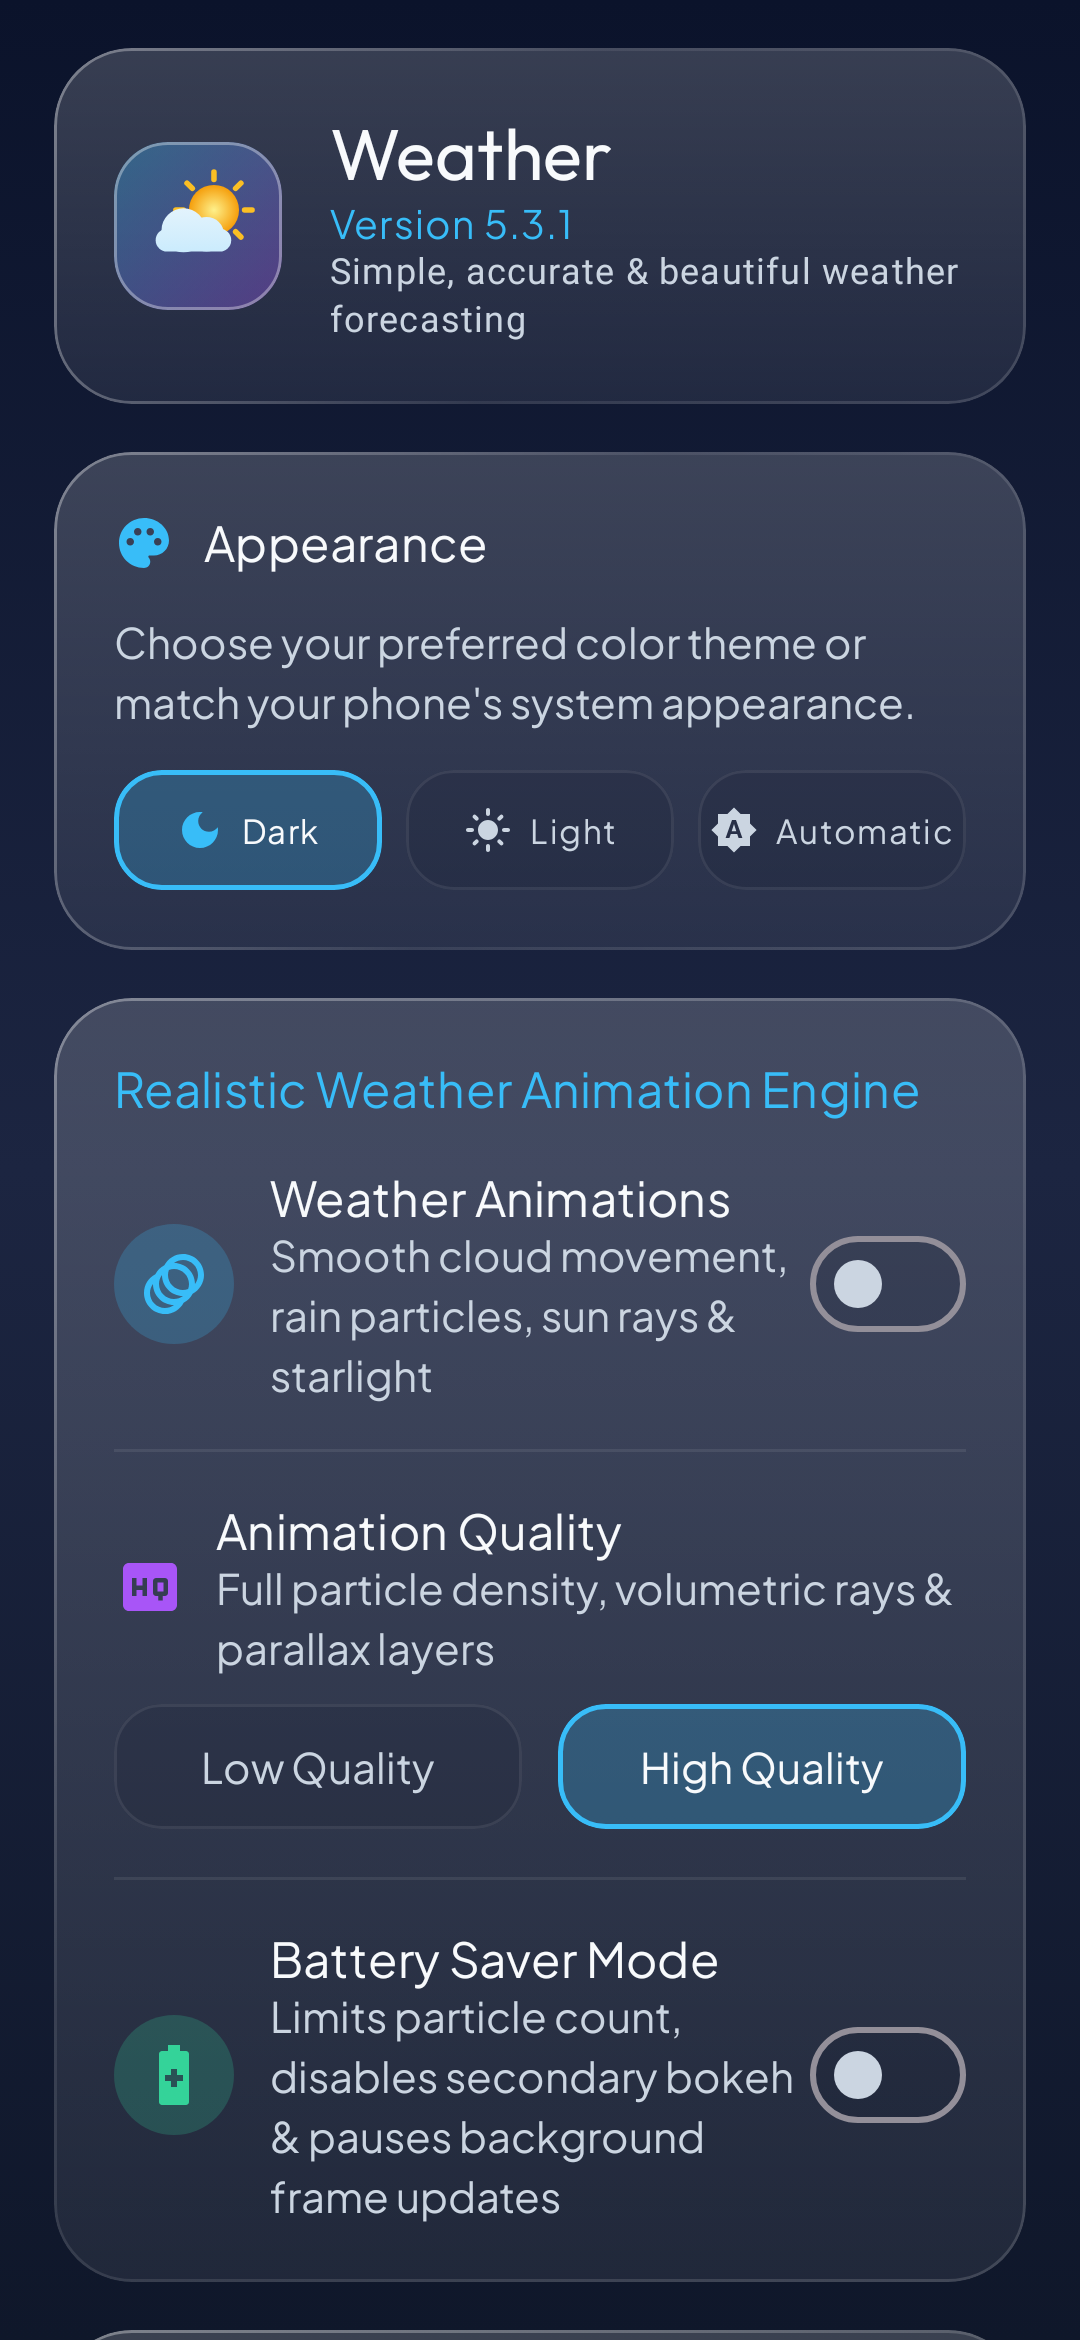 Weather
Version 5.3.1
Simple, accurate & beautiful weather
forecasting
Appearance
Choose your preferred color theme or
match your phone's system appearance.
Dark
Light
A Automatic
Realistic Weather Animation Engine
Weather Animations
Smooth cloud movement,
rain particles, sun rays &
starlight
Animation Quality
HQ
Full particle density, volumetric rays &
parallax layers
Low Quality
High Quality
Battery Saver Mode
Limits particle count,
disables secondary bokeh
& pauses background
frame updates